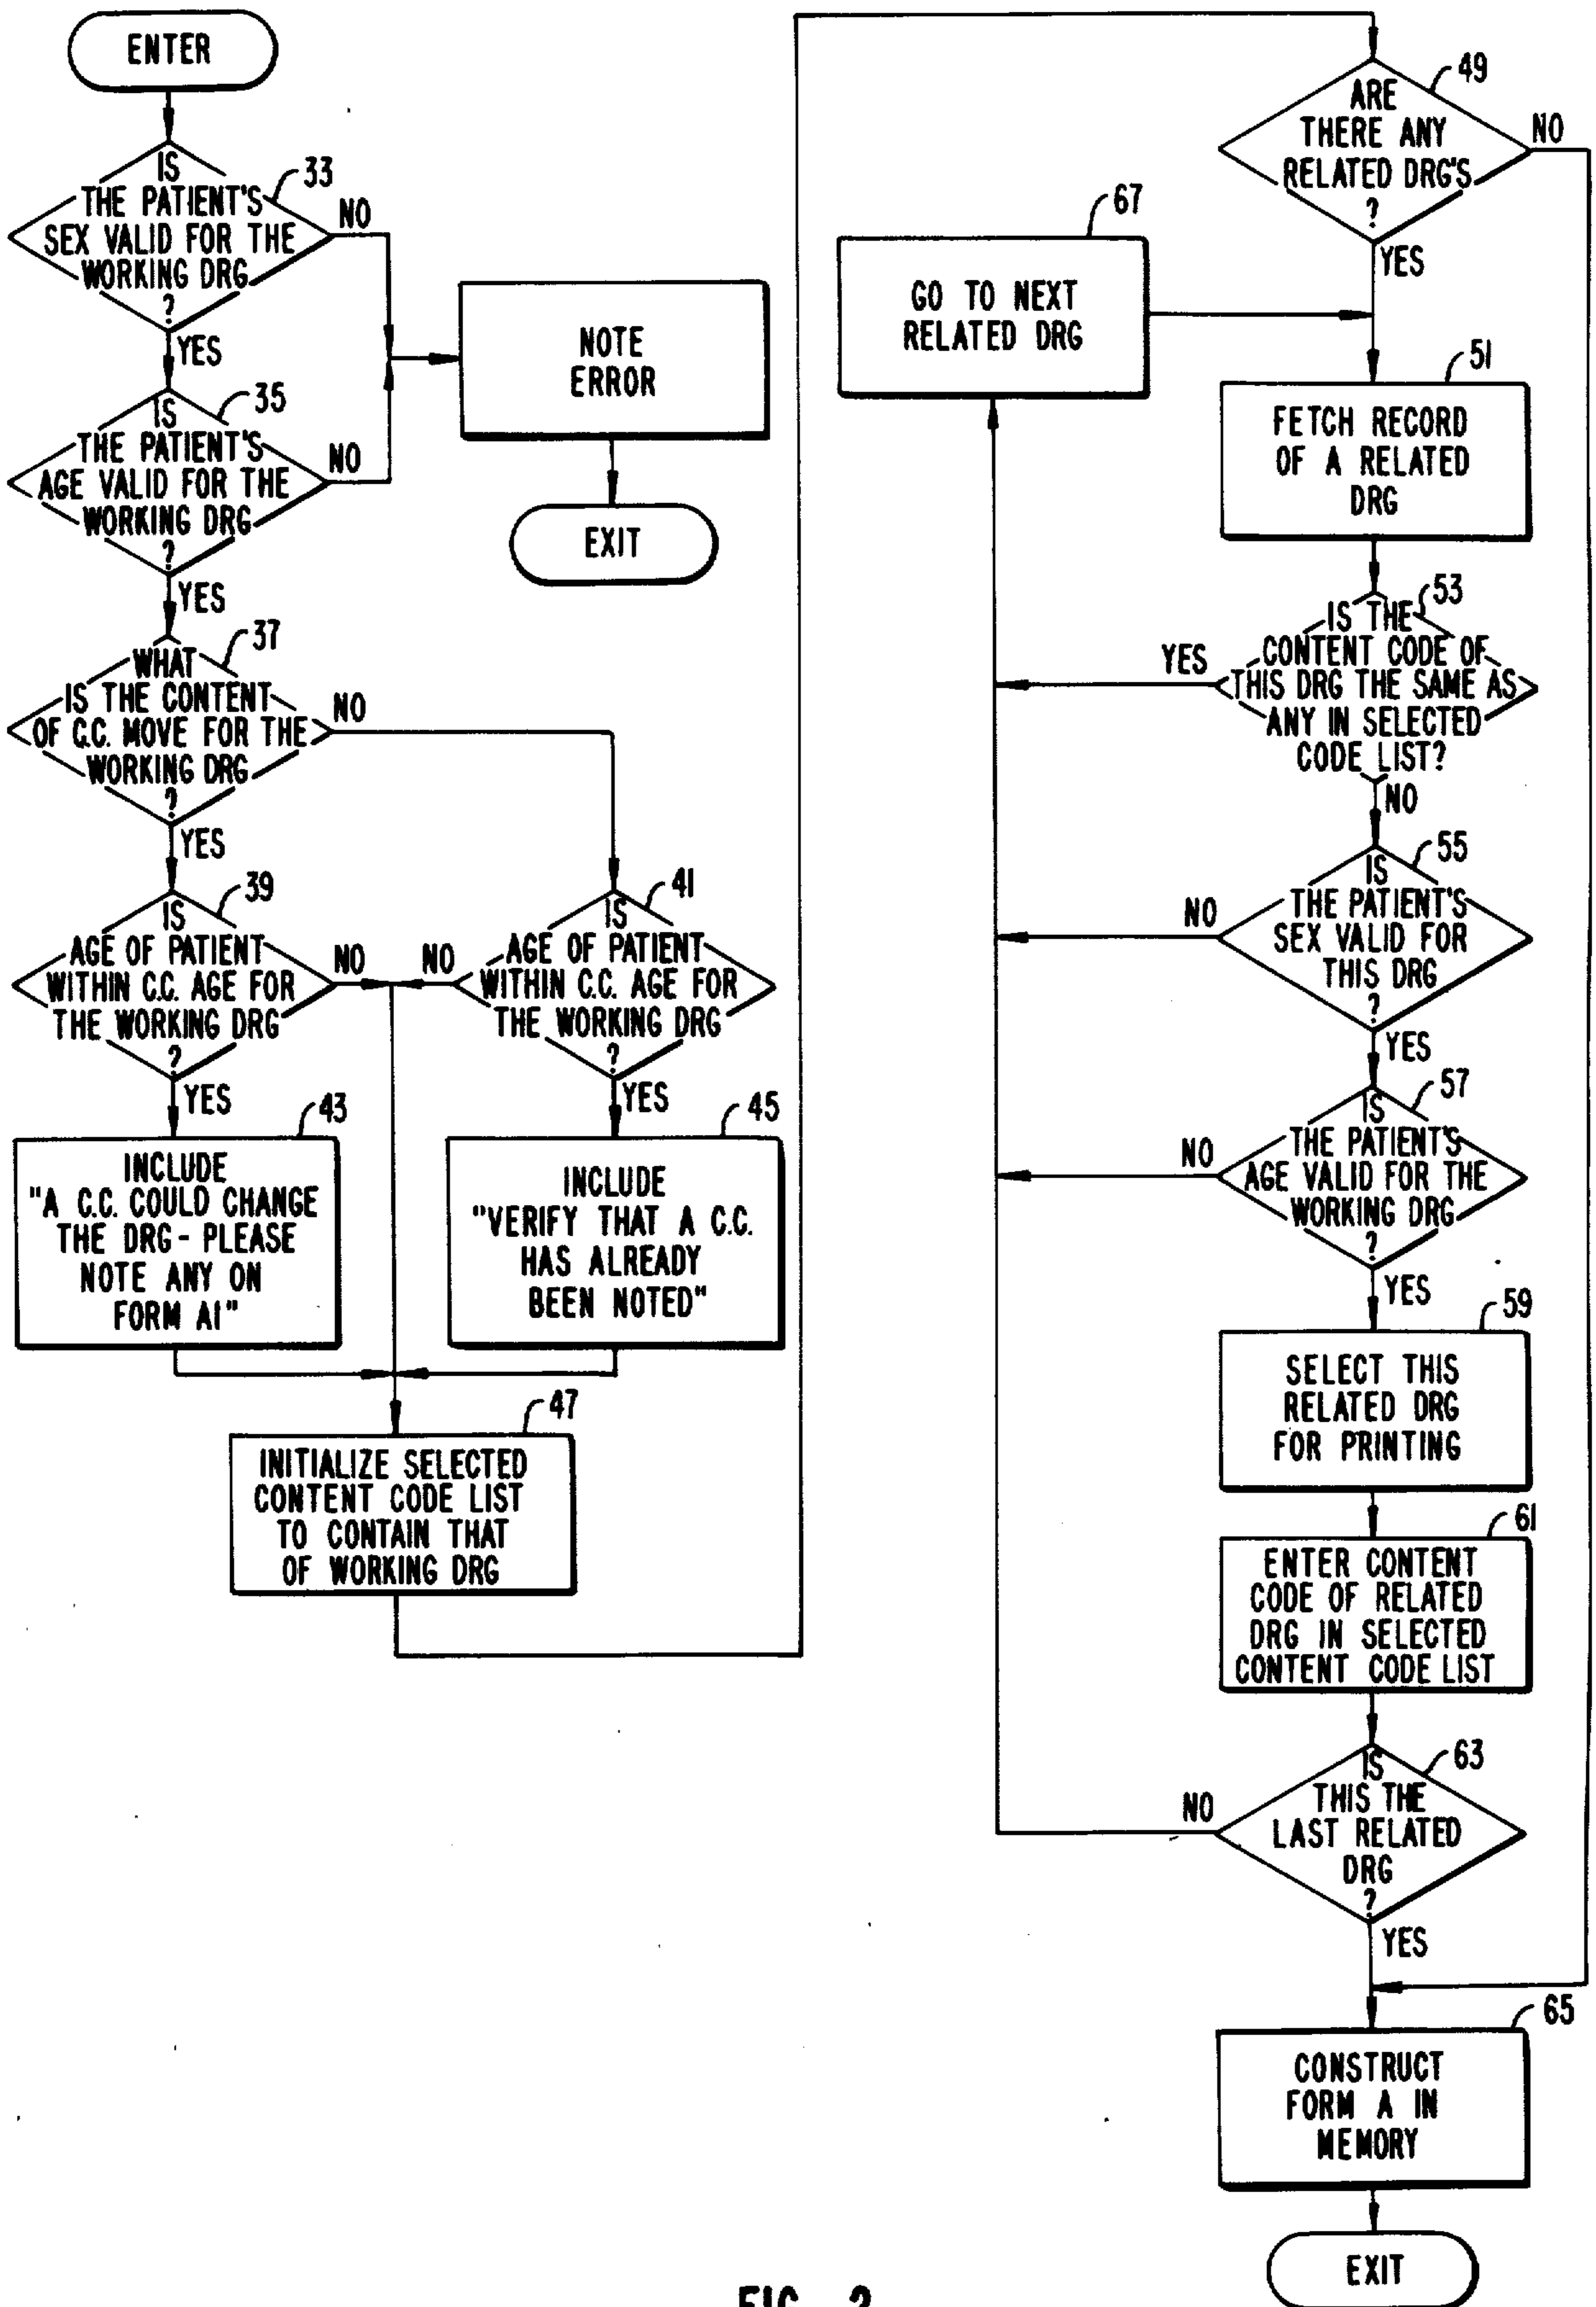 ENTER
IS
THE PATIENT'S
SEX VALID FOR THE
WORKING DRG
?
33
NO
YES
IS
THE PATIENT'S
AGE VALID FOR THE
WORKING DRG
?
35
NO
YES
NOTE
ERROR
EXIT
WHAT
IS THE CONTENT
OF C.C. MOVE FOR THE
WORKING DRG
?
37
NO
YES
IS
AGE OF PATIENT
WITHIN C.C. AGE FOR
THE WORKING DRG
?
39
NO
YES
IS
AGE OF PATIENT
WITHIN C.C. AGE FOR
THE WORKING DRG
?
41
NO
YES
43
INCLUDE
"A C.C. COULD CHANGE
THE DRG - PLEASE
NOTE ANY ON
FORM A1"
45
INCLUDE
"VERIFY THAT A C.C.
HAS ALREADY
BEEN NOTED"
47
INITIALIZE SELECTED
CONTENT CODE LIST
TO CONTAIN THAT
OF WORKING DRG
49
ARE
THERE ANY
RELATED DRG'S
?
NO
YES
67
GO TO NEXT
RELATED DRG
51
FETCH RECORD
OF A RELATED
DRG
53
IS THE
CONTENT CODE OF
THIS DRG THE SAME AS
ANY IN SELECTED
CODE LIST?
YES
NO
55
IS
THE PATIENT'S
SEX VALID FOR
THIS DRG
?
NO
YES
57
IS
THE PATIENT'S
AGE VALID FOR THE
WORKING DRG
?
NO
YES
59
SELECT THIS
RELATED DRG
FOR PRINTING
61
ENTER CONTENT
CODE OF RELATED
DRG IN SELECTED
CONTENT CODE LIST
63
IS
THIS THE
LAST RELATED
DRG
?
NO
YES
65
CONSTRUCT
FORM A IN
MEMORY
EXIT